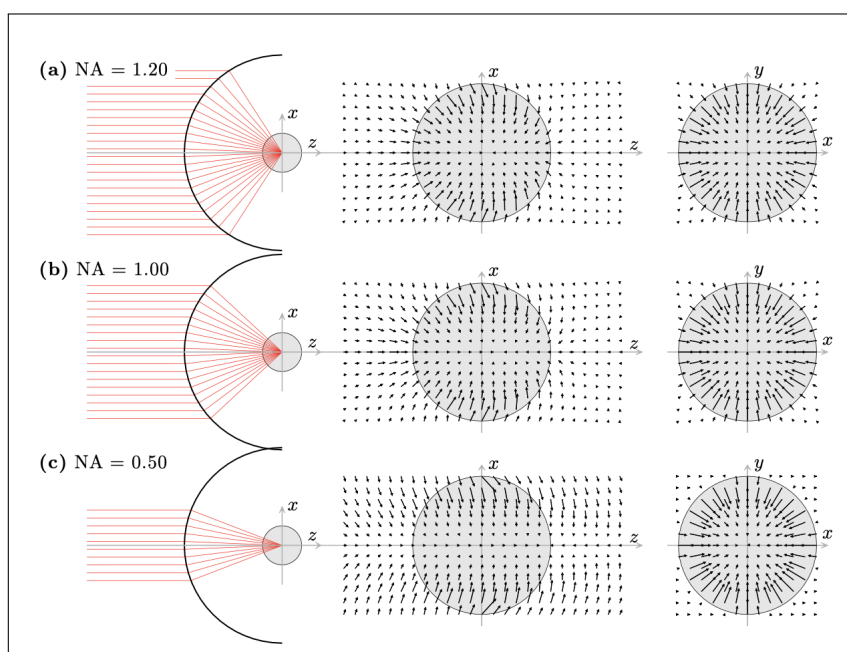 (a) NA = 1.20
x
z
x
z
y
x
(b) NA = 1.00
x
z
x
z
y
x
(c) NA = 0.50
x
z
x
z
y
x